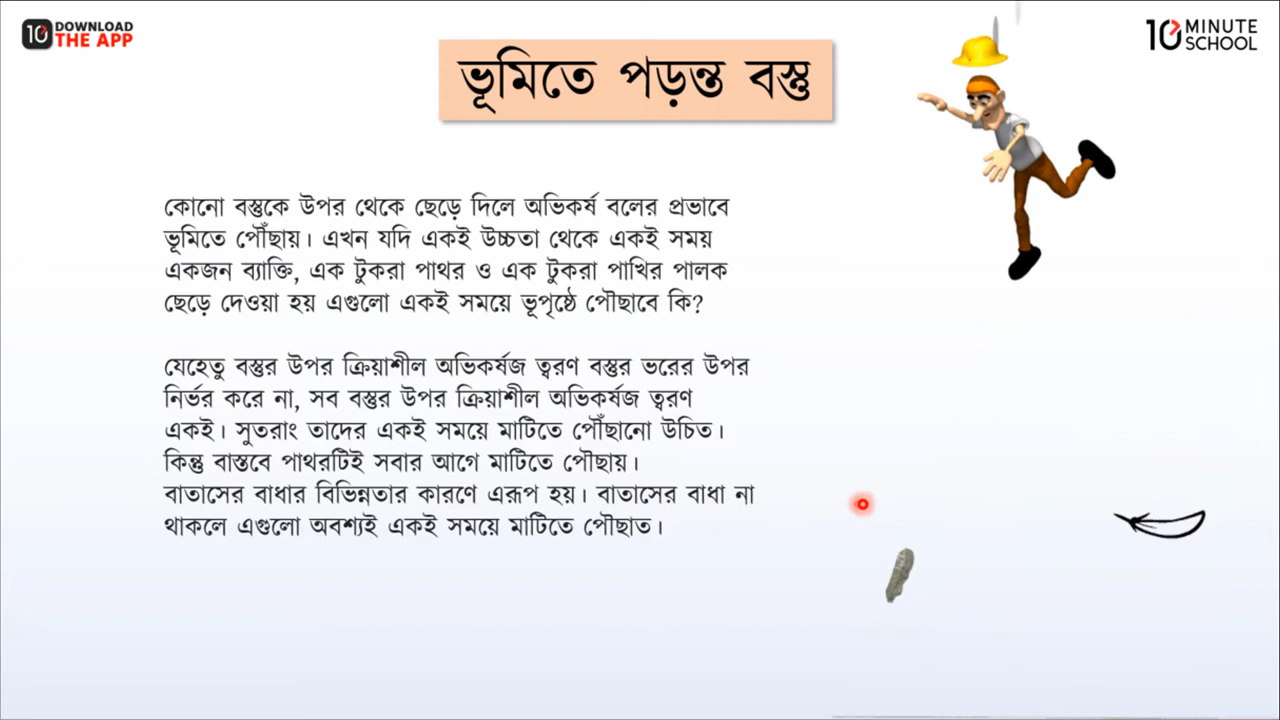 10 DOWNLOAD THE APP
10 MINUTE SCHOOL
ভূমিতে পড়ন্ত বস্তু
কোনো বস্তুকে উপর থেকে ছেড়ে দিলে অভিকর্ষ বলের প্রভাবে
ভূমিতে পৌঁছায়। এখন যদি একই উচ্চতা থেকে একই সময়
একজন ব্যাক্তি, এক টুকরা পাথর ও এক টুকরা পাখির পালক
ছেড়ে দেওয়া হয় এগুলো একই সময়ে ভূপৃষ্ঠে পৌছাবে কি?
যেহেতু বস্তুর উপর ক্রিয়াশীল অভিকর্ষজ ত্বরণ বস্তুর ভরের উপর
নির্ভর করে না, সব বস্তুর উপর ক্রিয়াশীল অভিকর্ষজ ত্বরণ
একই। সুতরাং তাদের একই সময়ে মাটিতে পৌঁছানো উচিত।
কিন্তু বাস্তবে পাথরটিই সবার আগে মাটিতে পৌছায়।
বাতাসের বাধার বিভিন্নতার কারণে এরূপ হয়। বাতাসের বাধা না
থাকলে এগুলো অবশ্যই একই সময়ে মাটিতে পৌছাত।